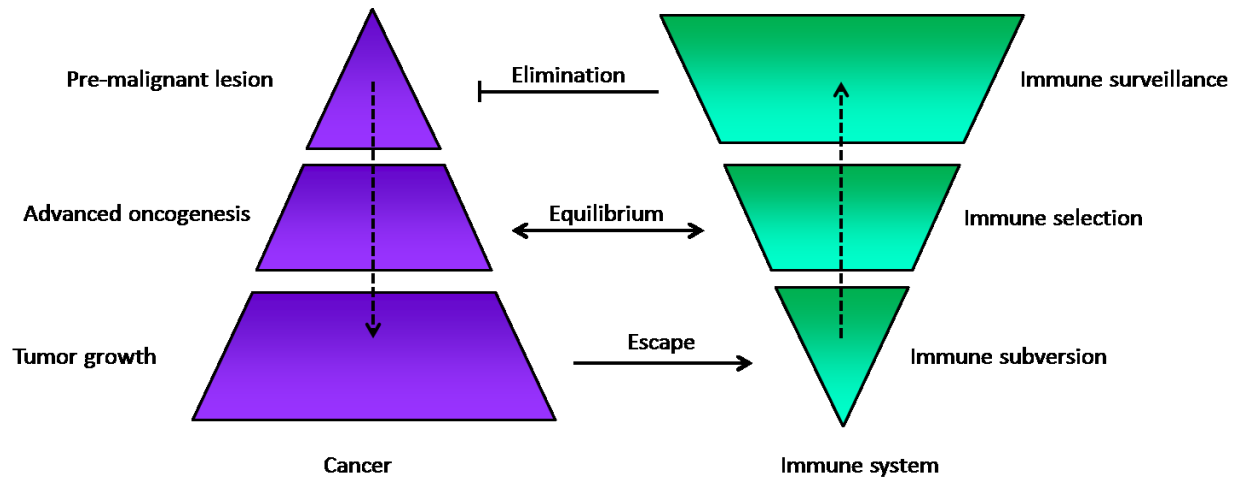 Pre-malignant lesion
Elimination
Immune surveillance
Advanced oncogenesis
Equilibrium
Immune selection
Tumor growth
Escape
Immune subversion
Cancer
Immune system